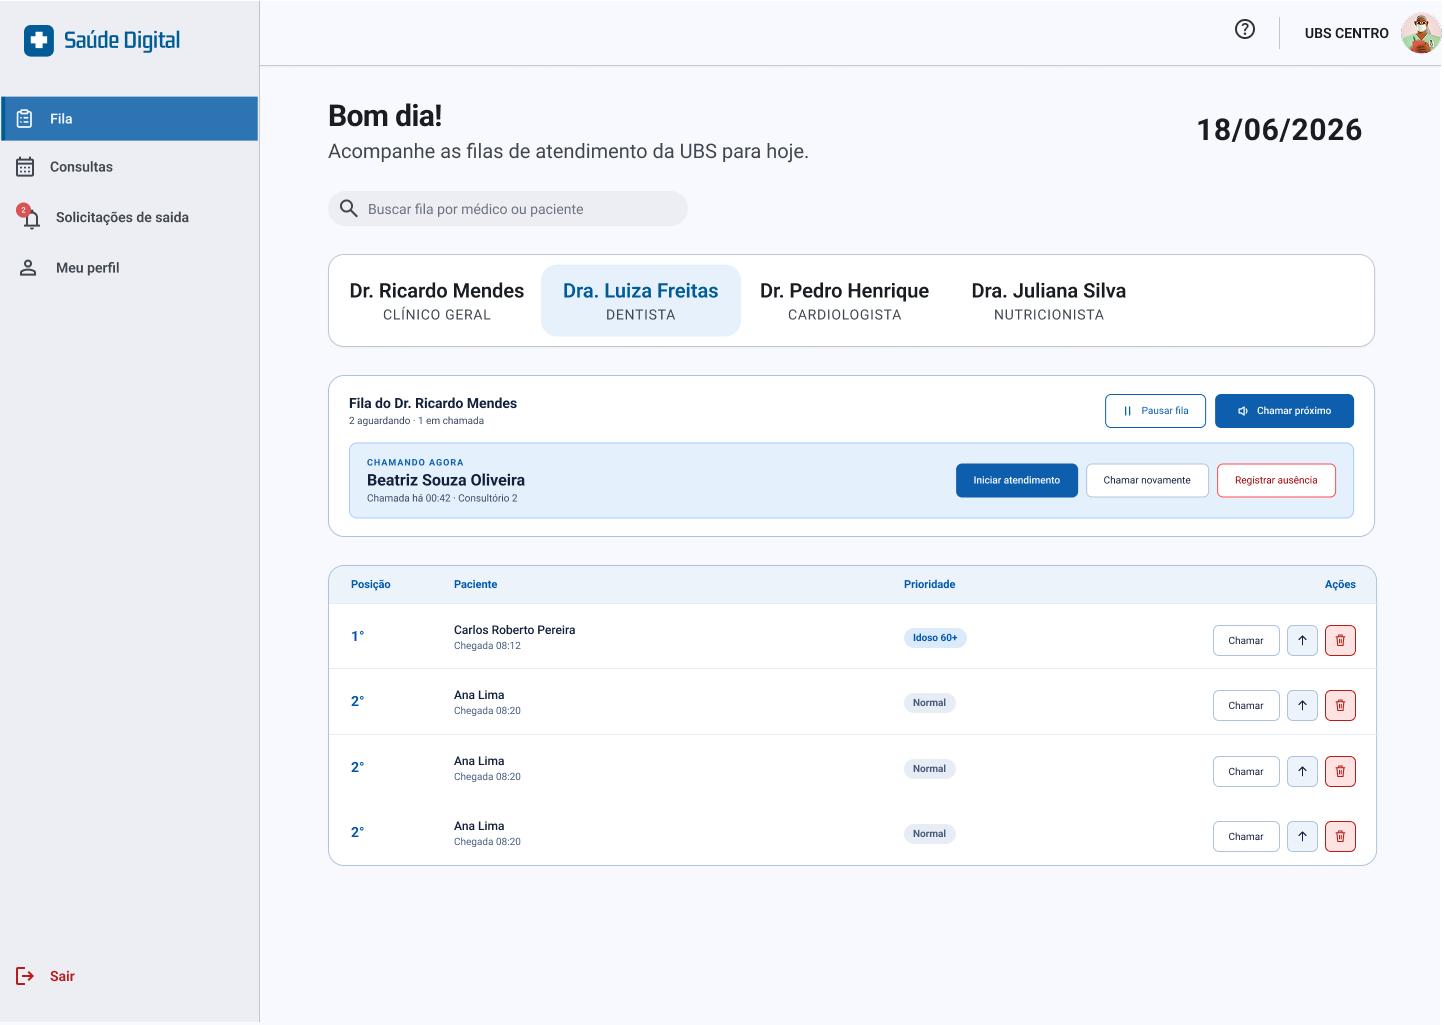 Saúde Digital
UBS CENTRO
Fila
Consultas
2
Solicitações de saida
Meu perfil
Sair
Bom dia!
Acompanhe as filas de atendimento da UBS para hoje.
18/06/2026
Buscar fila por médico ou paciente
Dr. Ricardo Mendes
CLÍNICO GERAL
Dra. Luiza Freitas
DENTISTA
Dr. Pedro Henrique
CARDIOLOGISTA
Dra. Juliana Silva
NUTRICIONISTA
Fila do Dr. Ricardo Mendes
2 aguardando · 1 em chamada
Pausar fila
Chamar próximo
CHAMANDO AGORA
Beatriz Souza Oliveira
Chamada há 00:42 · Consultório 2
Iniciar atendimento
Chamar novamente
Registrar ausência
Posição Paciente Prioridade Ações
1°
Carlos Roberto Pereira
Chegada 08:12
Idoso 60+
Chamar
2°
Ana Lima
Chegada 08:20
Normal
Chamar
2°
Ana Lima
Chegada 08:20
Normal
Chamar
2°
Ana Lima
Chegada 08:20
Normal
Chamar